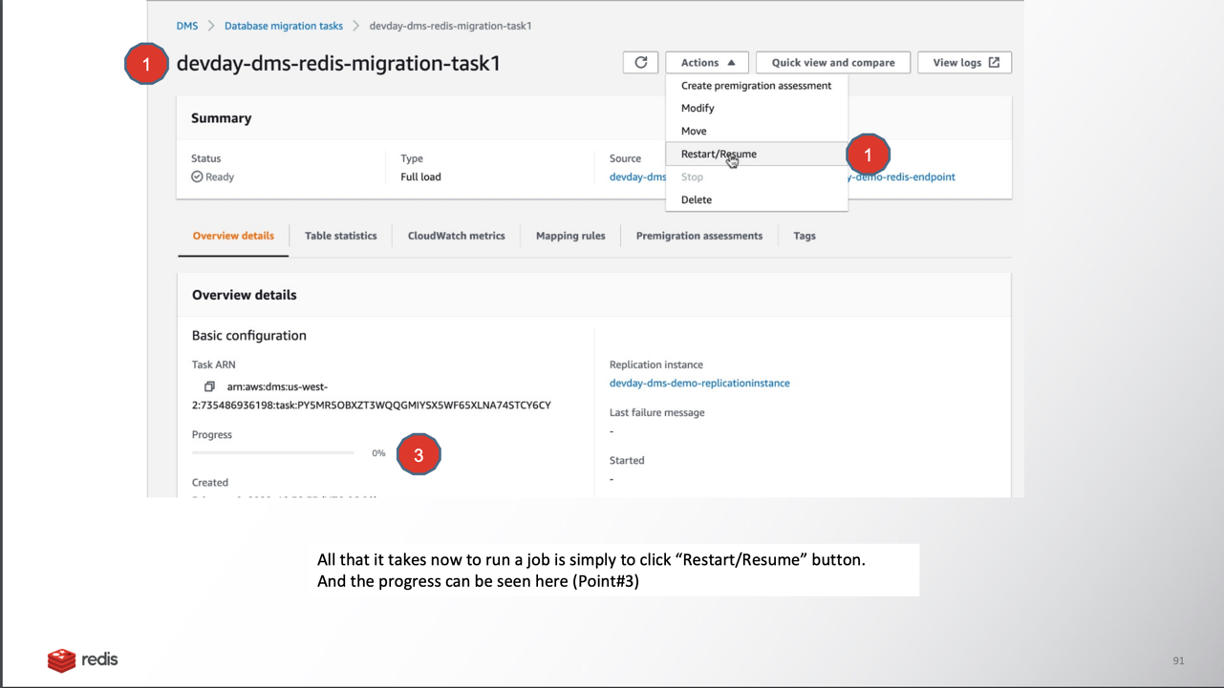 DMS > Database migration tasks > devday-dms-redis-migration-task1
1 devday-dms-redis-migration-task1
Actions ▲ Quick view and compare View logs
Create premigration assessment
Modify
Move
Restart/Resume 1
Stop
Delete
Summary
Status Type Source
Ready Full load devday-dms y-demo-redis-endpoint
Overview details Table statistics CloudWatch metrics Mapping rules Premigration assessments Tags
Overview details
Basic configuration
Task ARN
arn:aws:dms:us-west-
2:735486936198:task:PY5MR5OBXZT3WQQGMIYSX5WF65XLNA74STCY6CY
Progress
0% 3
Created
Replication instance
devday-dms-demo-replicationinstance
Last failure message
-
Started
-
All that it takes now to run a job is simply to click “Restart/Resume” button.
And the progress can be seen here (Point#3)
redis
91